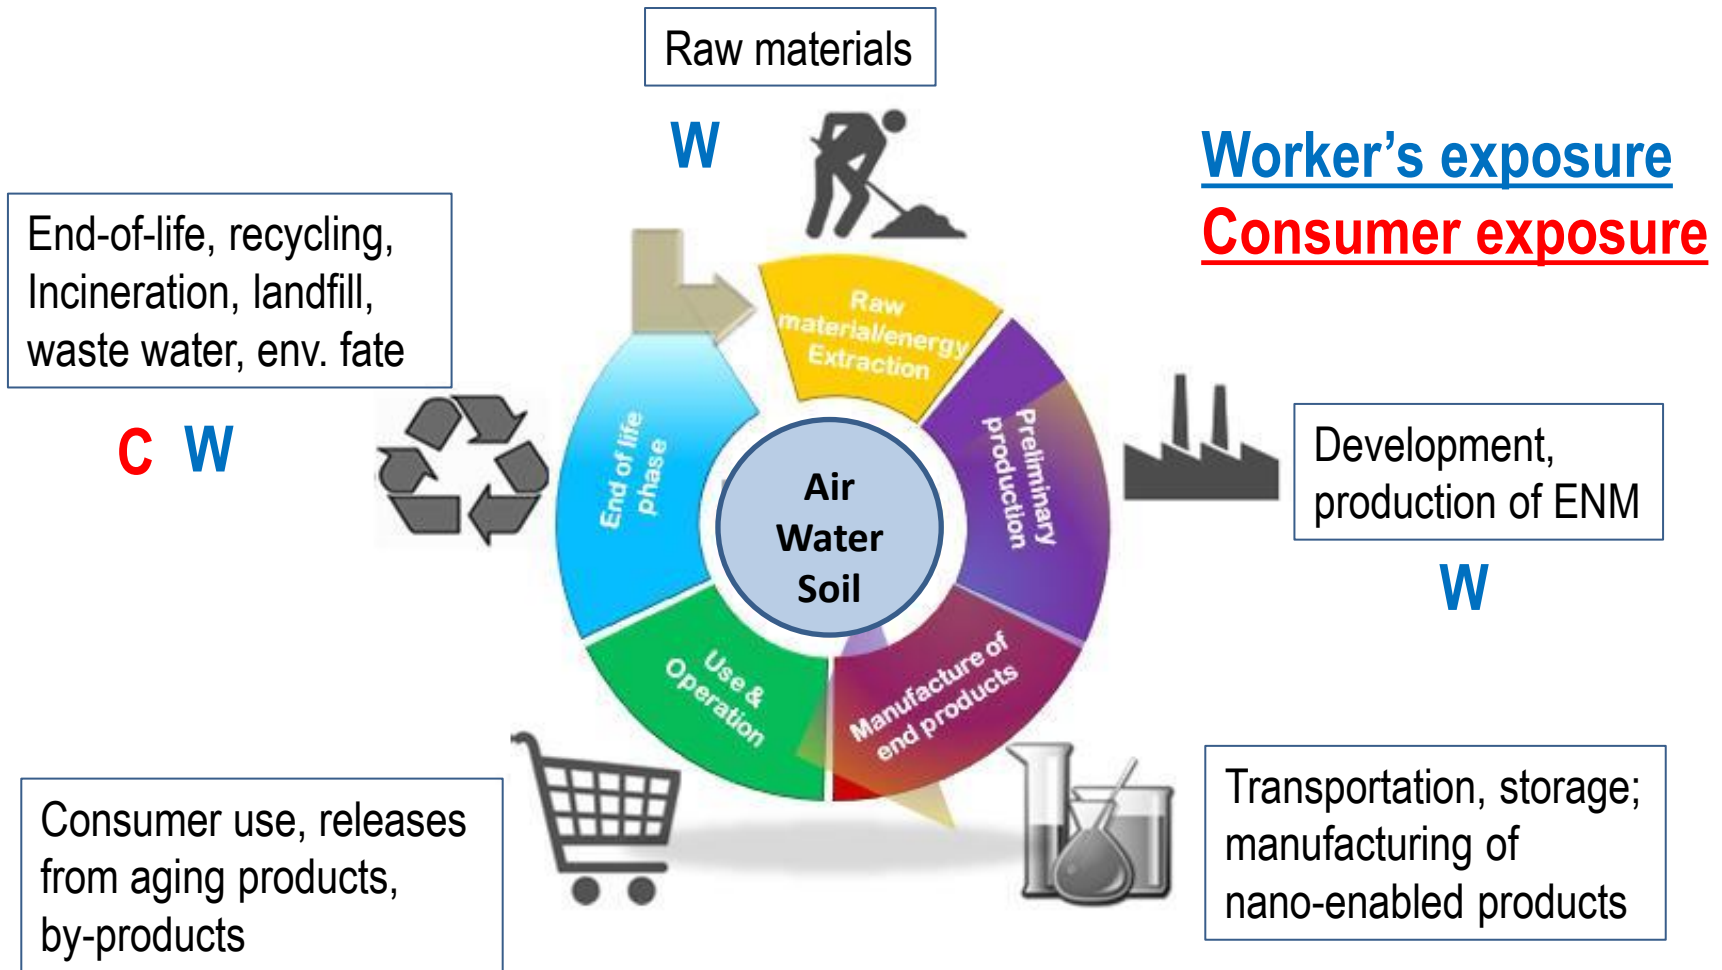 Raw materials
W
Worker’s exposure
Consumer exposure
End-of-life, recycling,
Incineration, landfill,
waste water, env. fate
C W
Raw
material/energy
Extraction
Preliminary
production
End of life
phase
Air
Water
Soil
Development,
production of ENM
W
Use &
Operation
Manufacture of
end products
Consumer use, releases
from aging products,
by-products
Transportation, storage;
manufacturing of
nano-enabled products